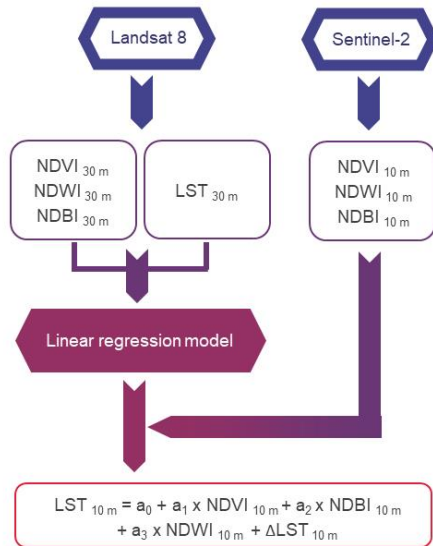 Landsat 8
Sentinel-2
NDVI 30 m
NDWI 30 m
NDBI 30 m
LST 30 m
NDVI 10 m
NDWI 10 m
NDBI 10 m
Linear regression model
LST 10 m = a0 + a1 x NDVI 10 m + a2 x NDBI 10 m
+ a3 x NDWI 10 m + ΔLST 10 m